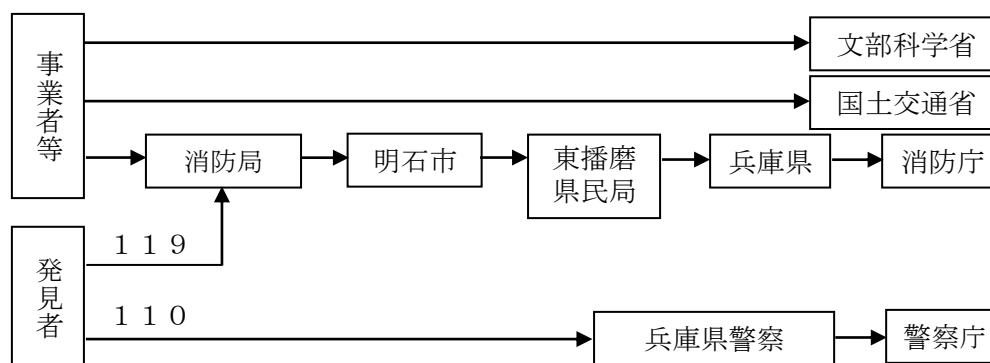 事業者等
文部科学省
国土交通省
消防局
明石市
東播磨
県民局
兵庫県
消防庁
発見者
１１９
１１０
兵庫県警察
警察庁